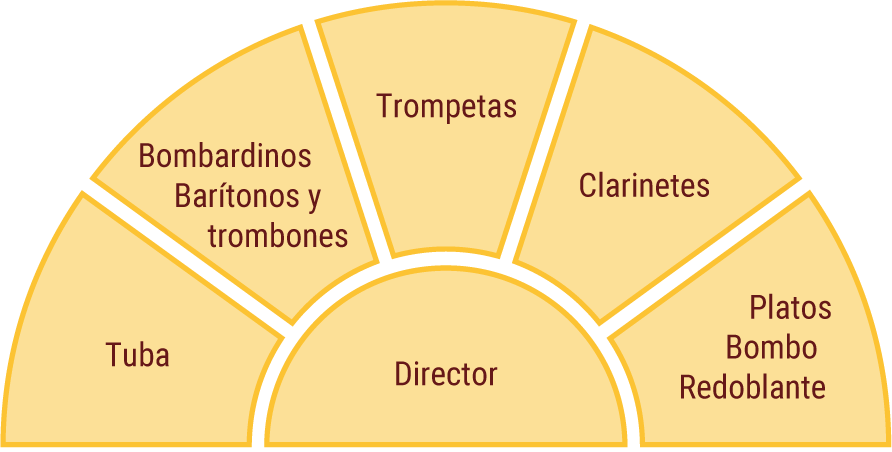 Trompetas
Bombardinos
Barítonos y
trombones
Clarinetes
Tuba
Director
Platos
Bombo
Redoblante